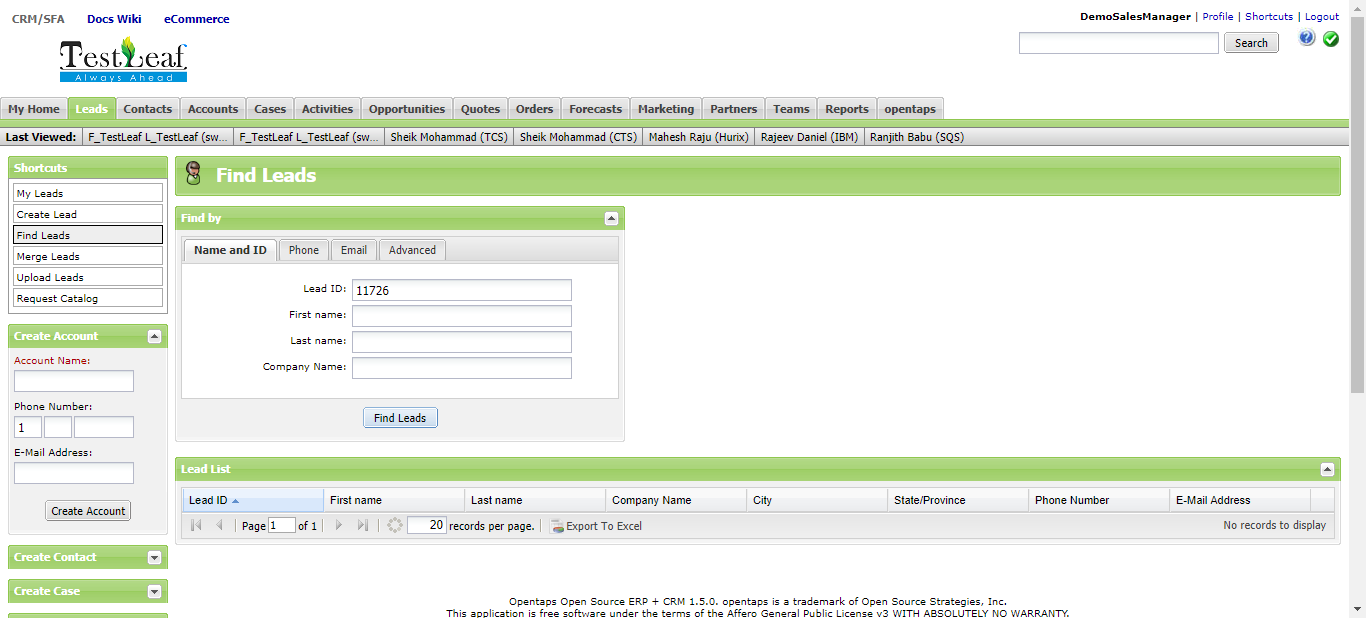 CRM/SFA Docs Wiki eCommerce
DemoSalesManager | Profile | Shortcuts | Logout
TestLeaf
Always Ahead
Search
My Home Leads Contacts Accounts Cases Activities Opportunities Quotes Orders Forecasts Marketing Partners Teams Reports opentaps
Last Viewed: F_TestLeaf L_TestLeaf (sw... F_TestLeaf L_TestLeaf (sw... Sheik Mohammad (TCS) Sheik Mohammad (CTS) Mahesh Raju (Hurix) Rajeev Daniel (IBM) Ranjith Babu (SQS)
Shortcuts
My Leads
Create Lead
Find Leads
Merge Leads
Upload Leads
Request Catalog
Create Account
Account Name:
Phone Number:
1
E-Mail Address:
Create Account
Create Contact
Create Case
Find Leads
Find by
Name and ID Phone Email Advanced
Lead ID: 11726
First name:
Last name:
Company Name:
Find Leads
Lead List
Lead ID First name Last name Company Name City State/Province Phone Number E-Mail Address
Page 1 of 1 20 records per page. Export To Excel No records to display
Opentaps Open Source ERP + CRM 1.5.0. opentaps is a trademark of Open Source Strategies, Inc.
This application is free software under the terms of the Affero General Public License v3 WITH ABSOLUTELY NO WARRANTY.